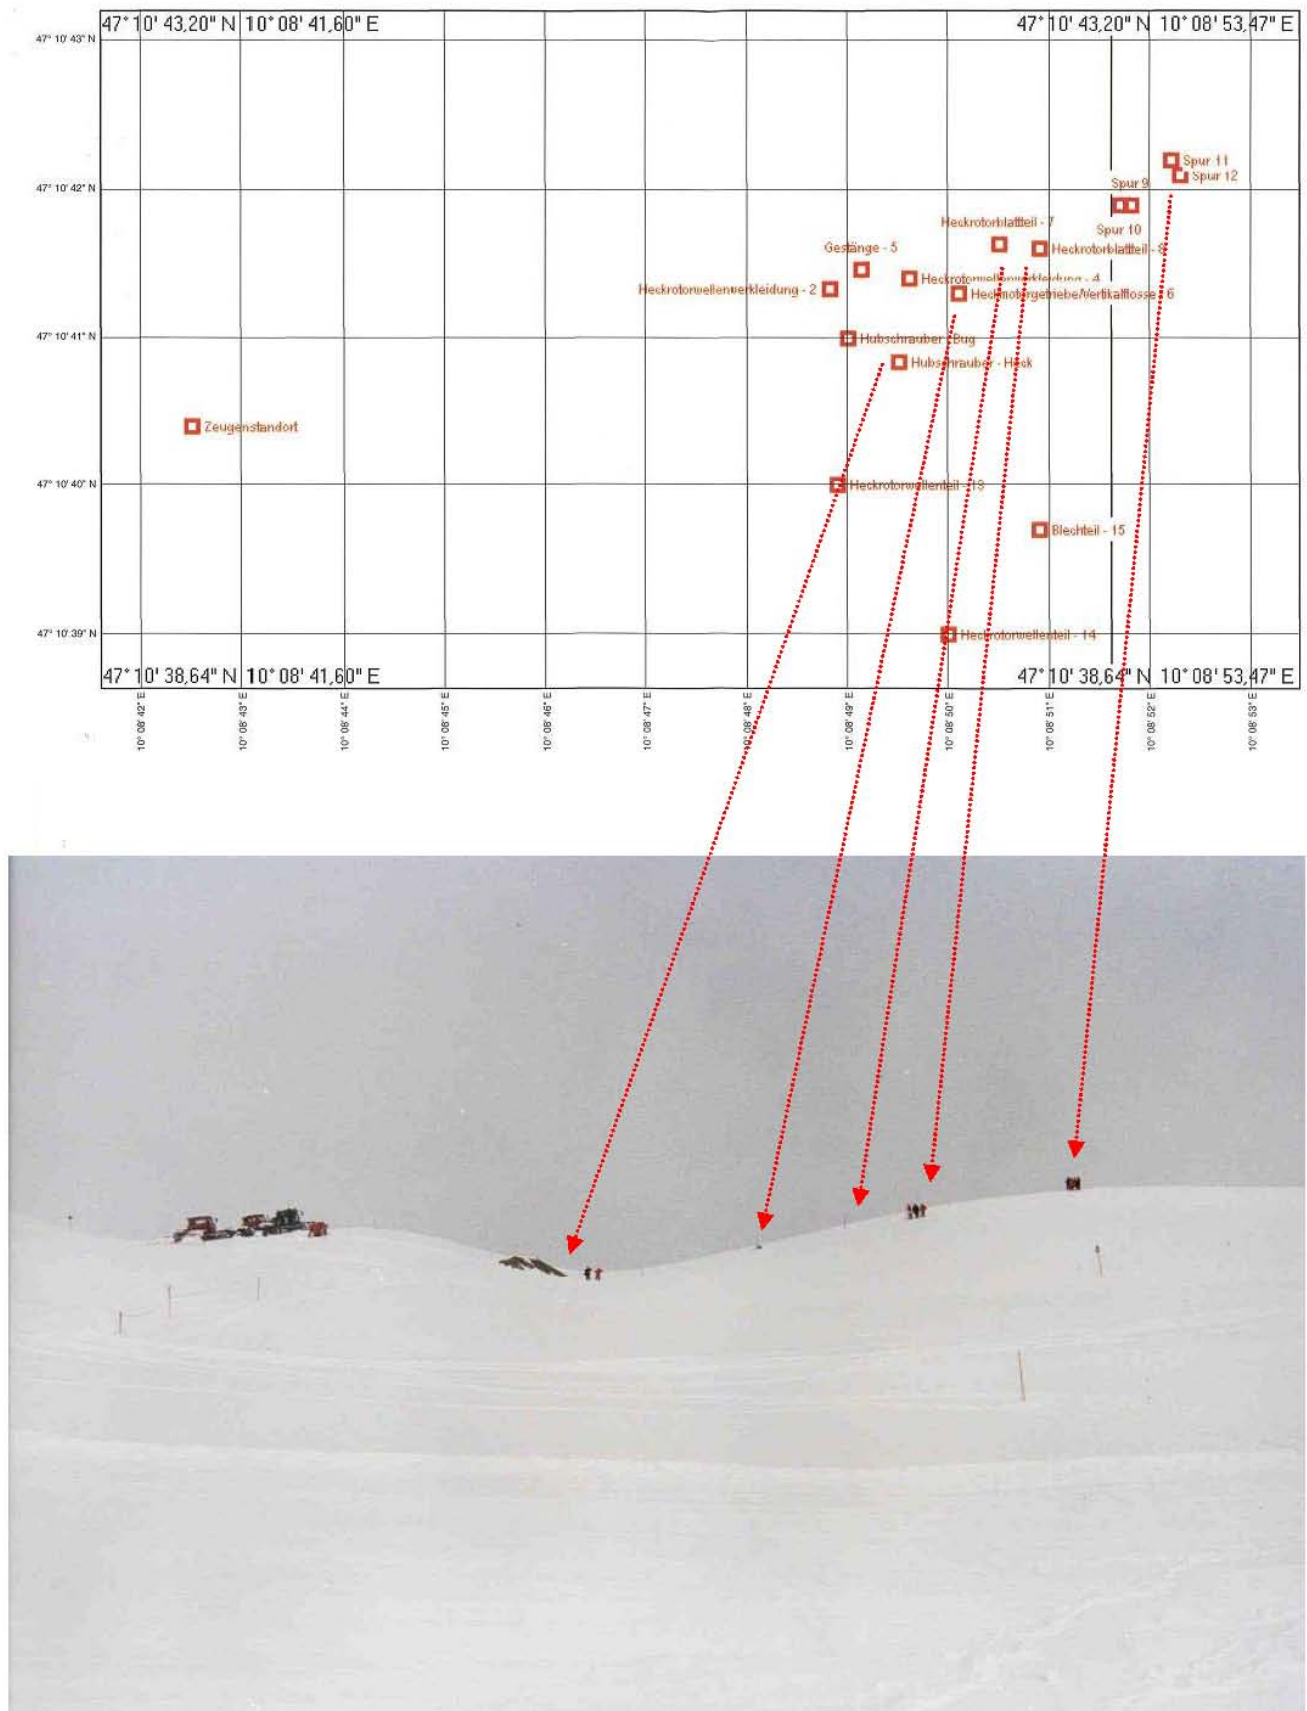 47° 10' 43,20" N 10° 08' 41,60" E
47° 10' 43,20" N 10° 08' 53,47" E
47° 10' 43" N
Spur 11
Spur 12
47° 10' 42" N
Spur 9
Spur 10
Heckrotorblattteil - 7
Heckrotorblattteil - 8
Gestänge - 5
Heckrotorwellenverkleidung - 4
Heckrotorwellenverkleidung - 2
Heckrotorgetriebe/Vertikalflosse - 6
47° 10' 41" N
Hubschrauber - Bug
Hubschrauber - Heck
Zeugenstandort
47° 10' 40" N
Heckrotorwellenteil - 13
Blechteil - 15
47° 10' 39" N
Heckrotorwellenteil - 14
47° 10' 38,64" N 10° 08' 41,60" E
47° 10' 38,64" N 10° 08' 53,47" E
10° 08' 42" E
10° 08' 43" E
10° 08' 44" E
10° 08' 45" E
10° 08' 46" E
10° 08' 47" E
10° 08' 48" E
10° 08' 49" E
10° 08' 50" E
10° 08' 51" E
10° 08' 52" E
10° 08' 53" E